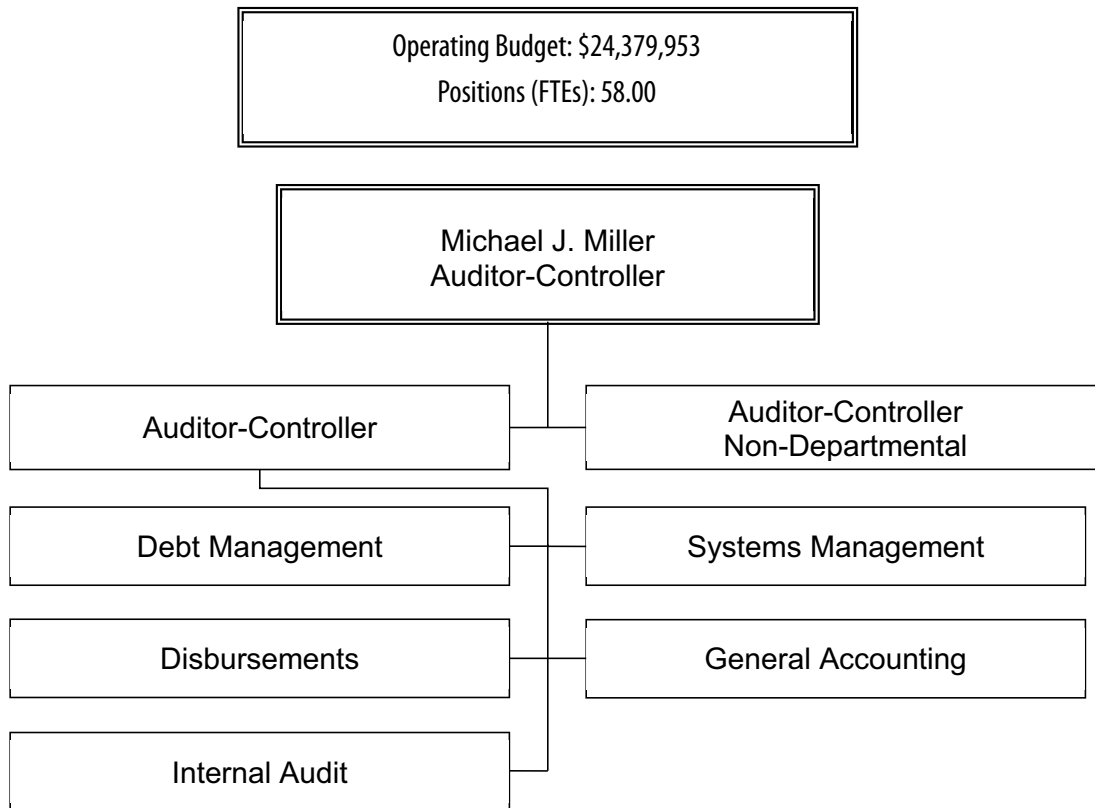 Operating Budget: $24,379,953
Positions (FTEs): 58.00
Michael J. Miller
Auditor-Controller
Auditor-Controller
Auditor-Controller
Non-Departmental
Debt Management
Systems Management
Disbursements
General Accounting
Internal Audit